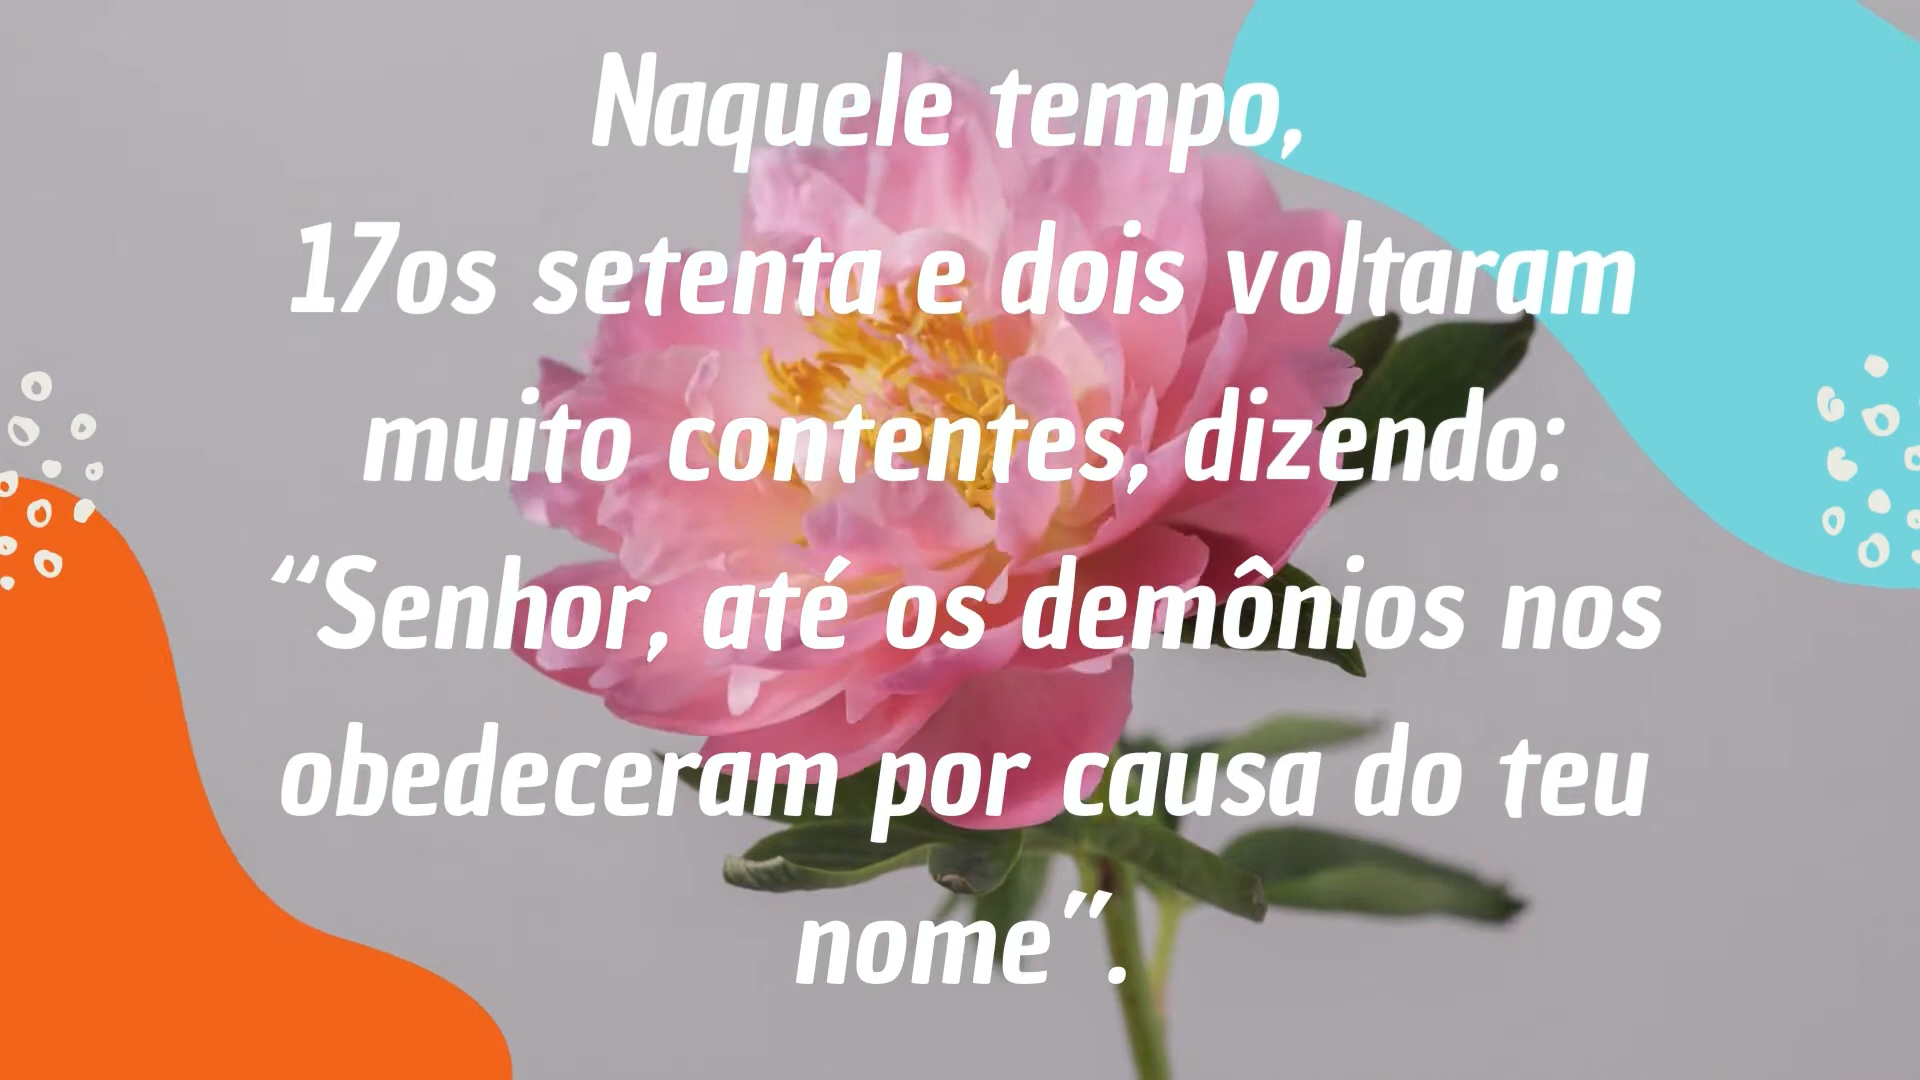 Naquele tempo,
17os setenta e dois voltaram
muito contentes, dizendo:
“Senhor, até os demônios nos
obedeceram por causa do teu
nome”.